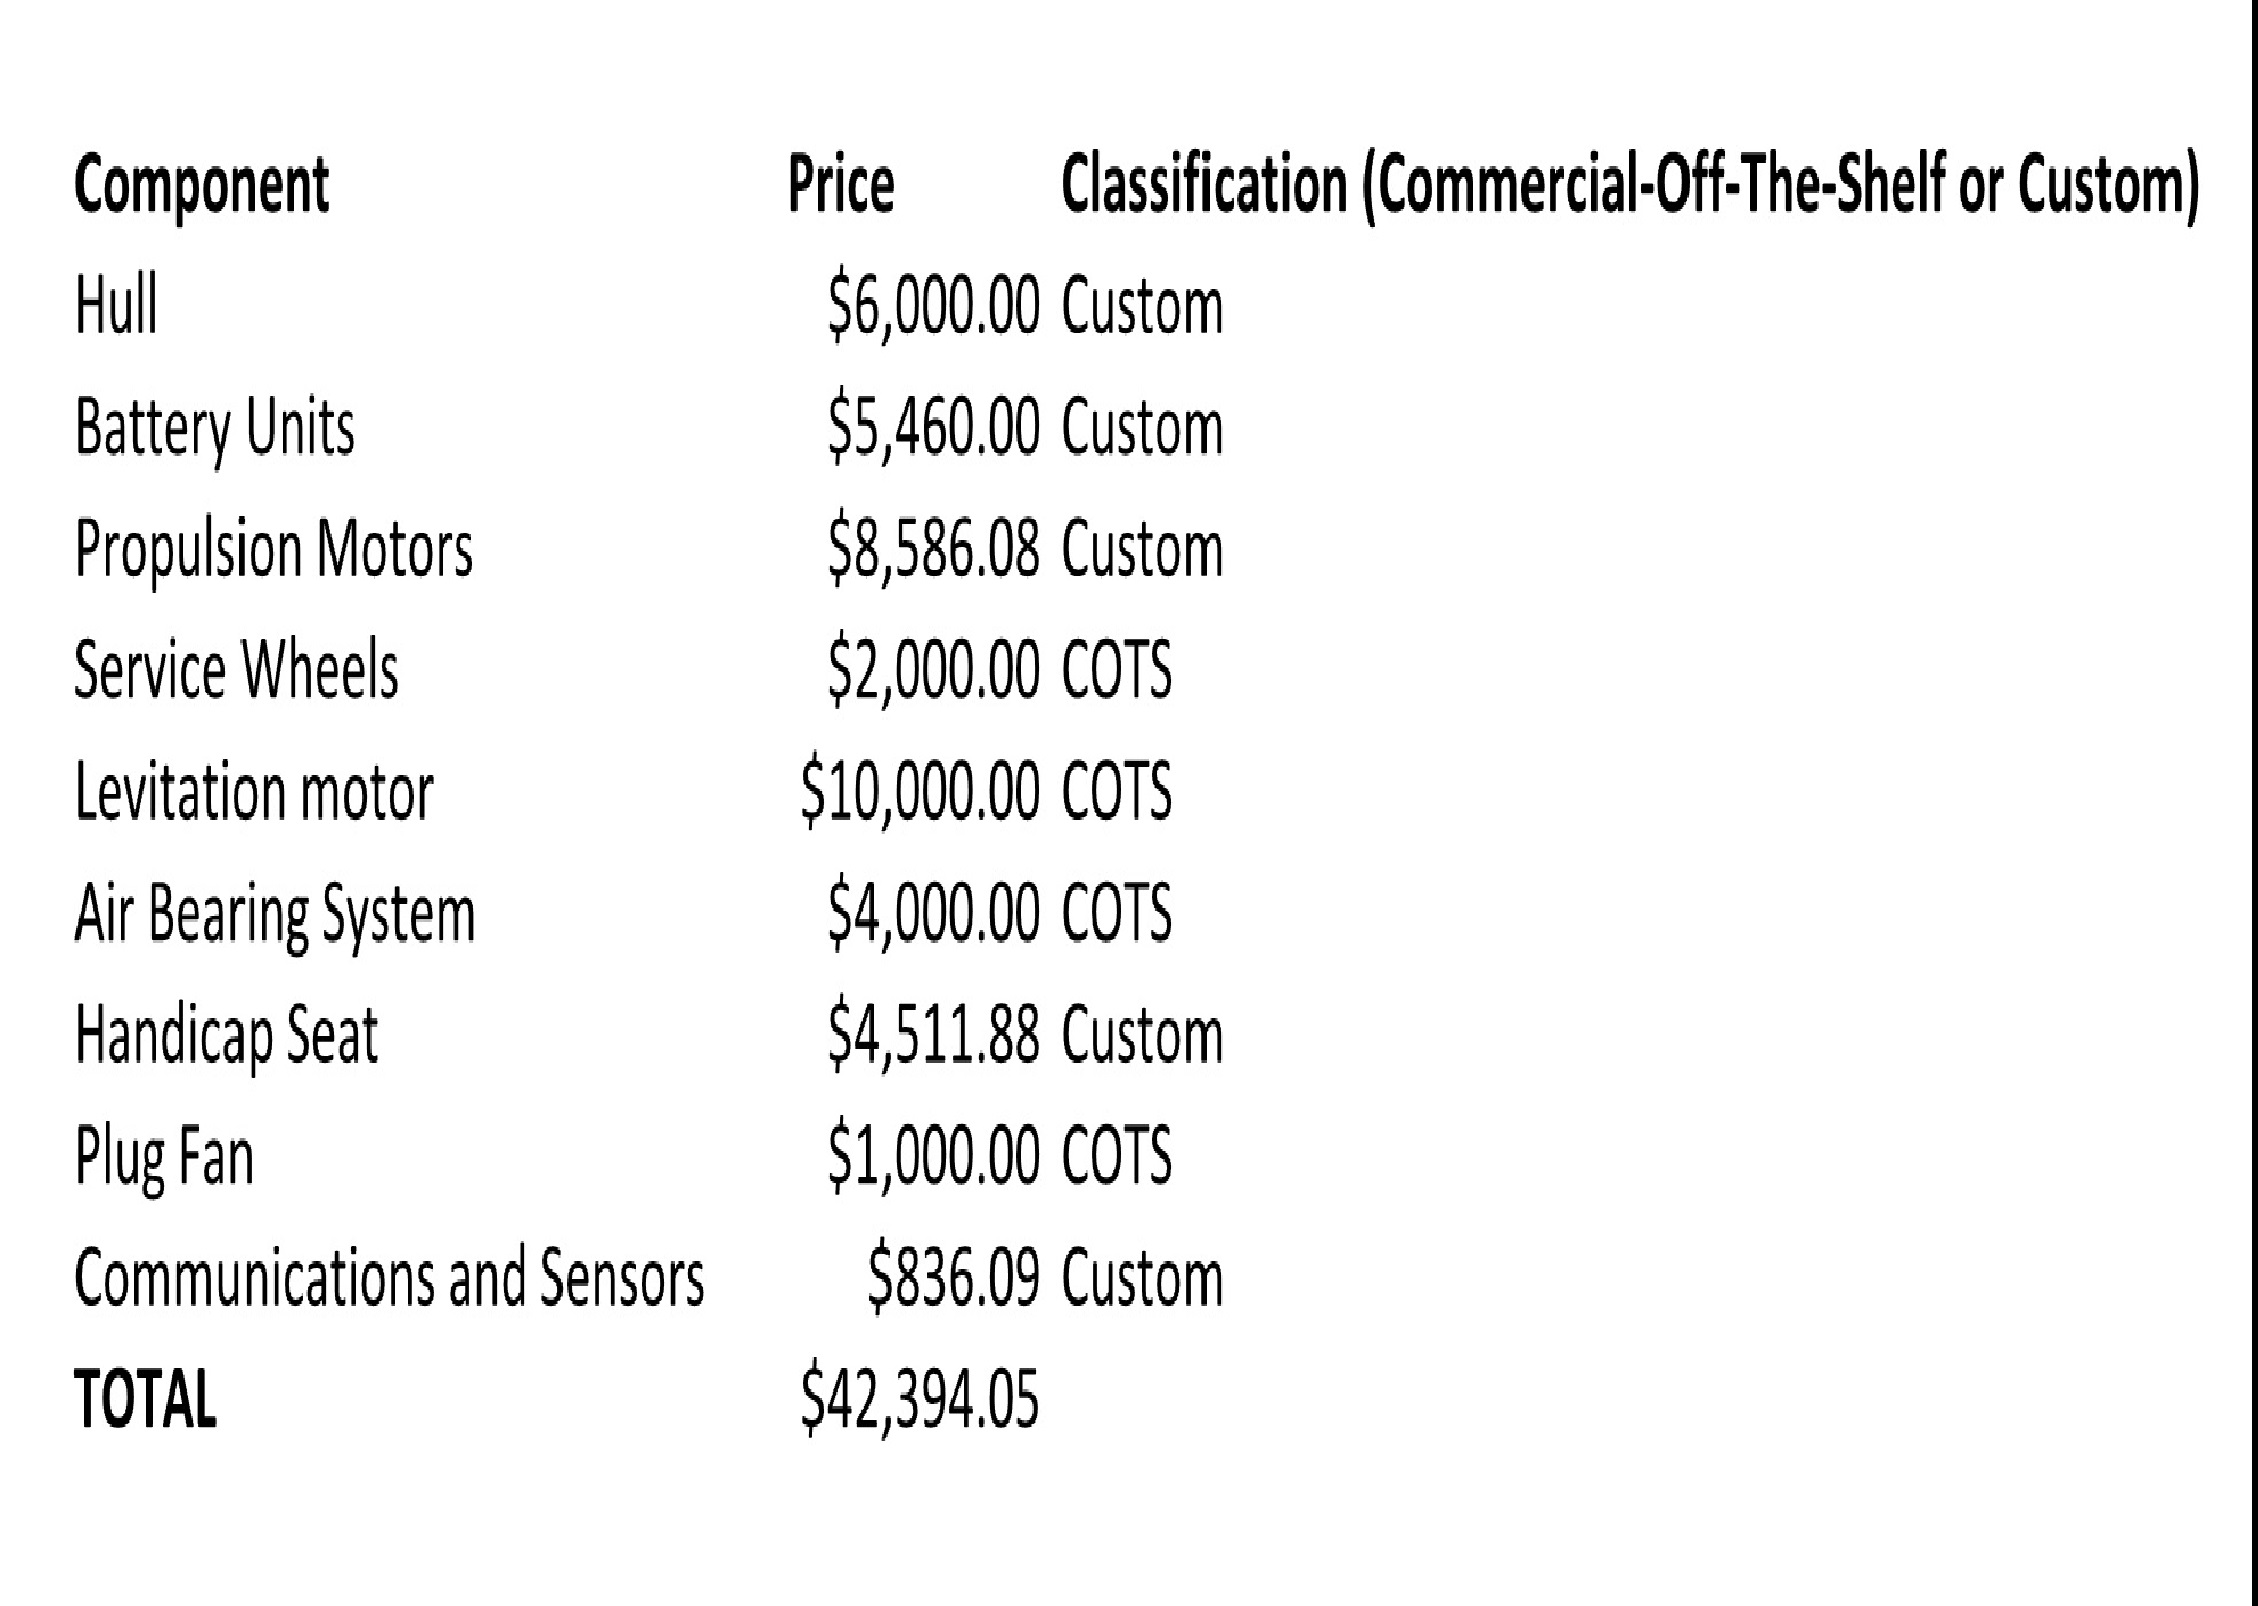 Component Price Classification (Commercial-Off-The-Shelf or Custom)
Hull $6,000.00 Custom
Battery Units $5,460.00 Custom
Propulsion Motors $8,586.08 Custom
Service Wheels $2,000.00 COTS
Levitation motor $10,000.00 COTS
Air Bearing System $4,000.00 COTS
Handicap Seat $4,511.88 Custom
Plug Fan $1,000.00 COTS
Communications and Sensors $836.09 Custom
TOTAL $42,394.05